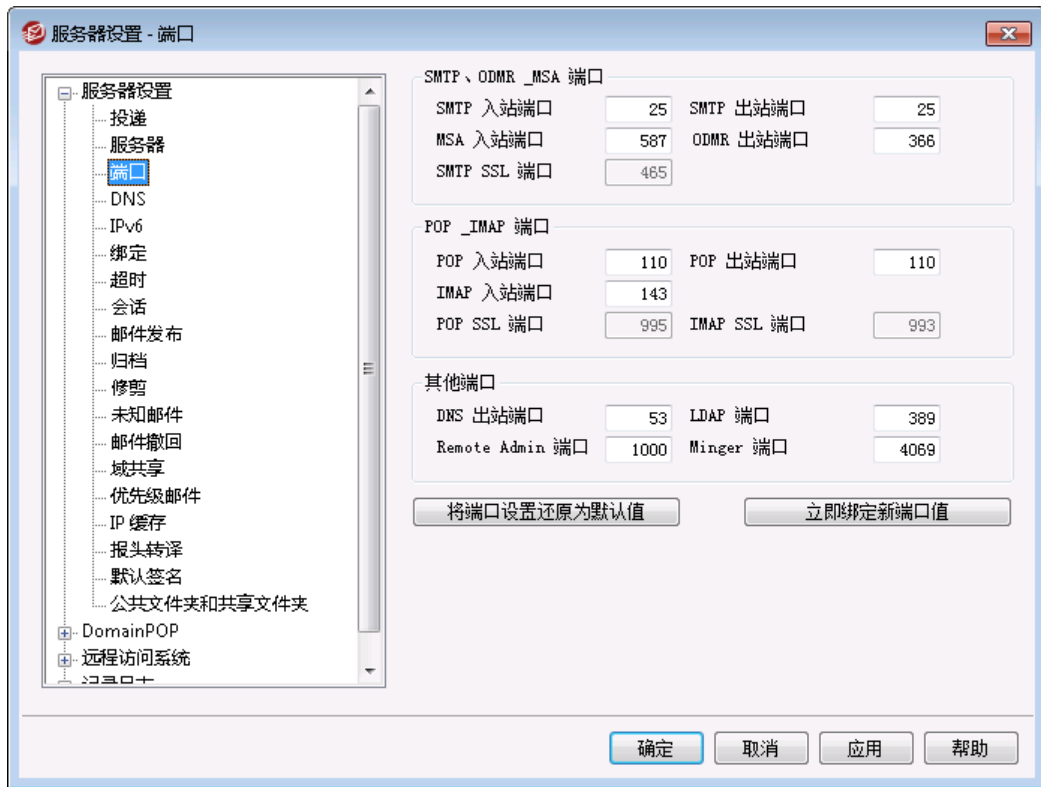 服务器设置 - 端口
服务器设置
投递
服务器
端口
DNS
IPv6
绑定
超时
会话
邮件发布
归档
修剪
未知邮件
邮件撤回
域共享
优先级邮件
IP 缓存
报头转译
默认签名
公共文件夹和共享文件夹
DomainPOP
远程访问系统
记录日志
SMTP、ODMR _MSA 端口
SMTP 入站端口 25 SMTP 出站端口 25
MSA 入站端口 587 ODMR 出站端口 366
SMTP SSL 端口 465
POP _IMAP 端口
POP 入站端口 110 POP 出站端口 110
IMAP 入站端口 143
POP SSL 端口 995 IMAP SSL 端口 993
其他端口
DNS 出站端口 53 LDAP 端口 389
Remote Admin 端口 1000 Minger 端口 4069
将端口设置还原为默认值 立即绑定新端口值
确定 取消 应用 帮助